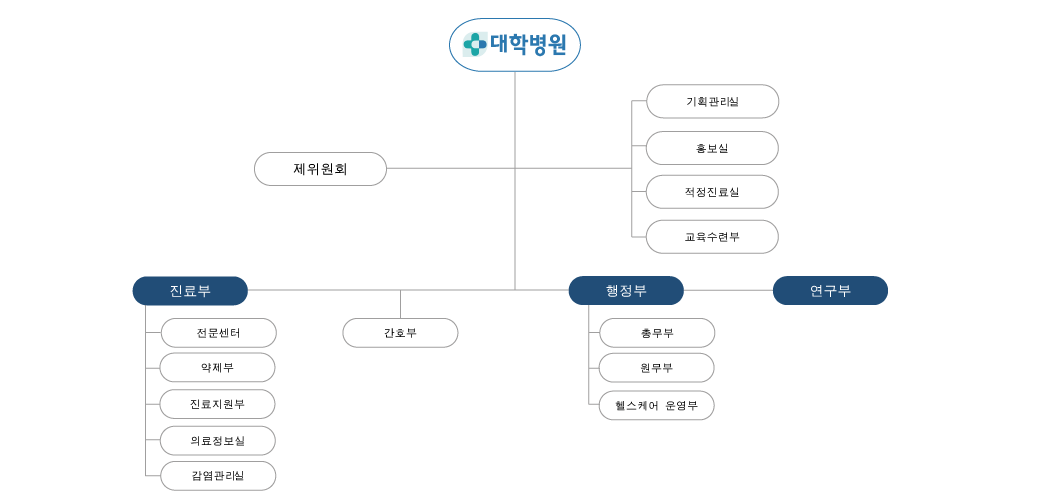 대학병원
기획관리실
홍보실
제위원회
적정진료실
교육수련부
진료부
행정부
연구부
전문센터
간호부
총무부
약제부
원무부
진료지원부
헬스케어 운영부
의료정보실
감염관리실